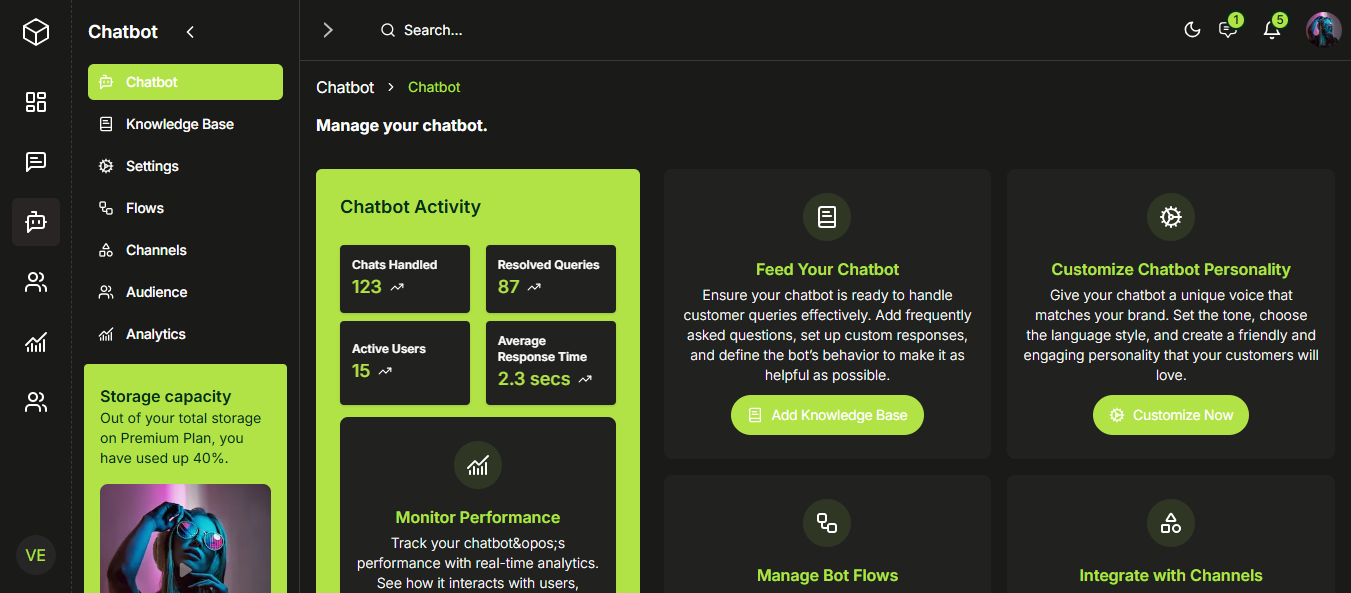 Chatbot
Search...
1
5
Chatbot
Knowledge Base
Settings
Flows
Channels
Audience
Analytics
Storage capacity
Out of your total storage
on Premium Plan, you
have used up 40%.
VE
Chatbot > Chatbot
Manage your chatbot.
Chatbot Activity
Chats Handled
123
Resolved Queries
87
Active Users
15
Average
Response Time
2.3 secs
Monitor Performance
Track your chatbot&opos;s
performance with real-time analytics.
See how it interacts with users,
Feed Your Chatbot
Ensure your chatbot is ready to handle
customer queries effectively. Add frequently
asked questions, set up custom responses,
and define the bot's behavior to make it as
helpful as possible.
Add Knowledge Base
Customize Chatbot Personality
Give your chatbot a unique voice that
matches your brand. Set the tone, choose
the language style, and create a friendly and
engaging personality that your customers will
love.
Customize Now
Manage Bot Flows
Integrate with Channels